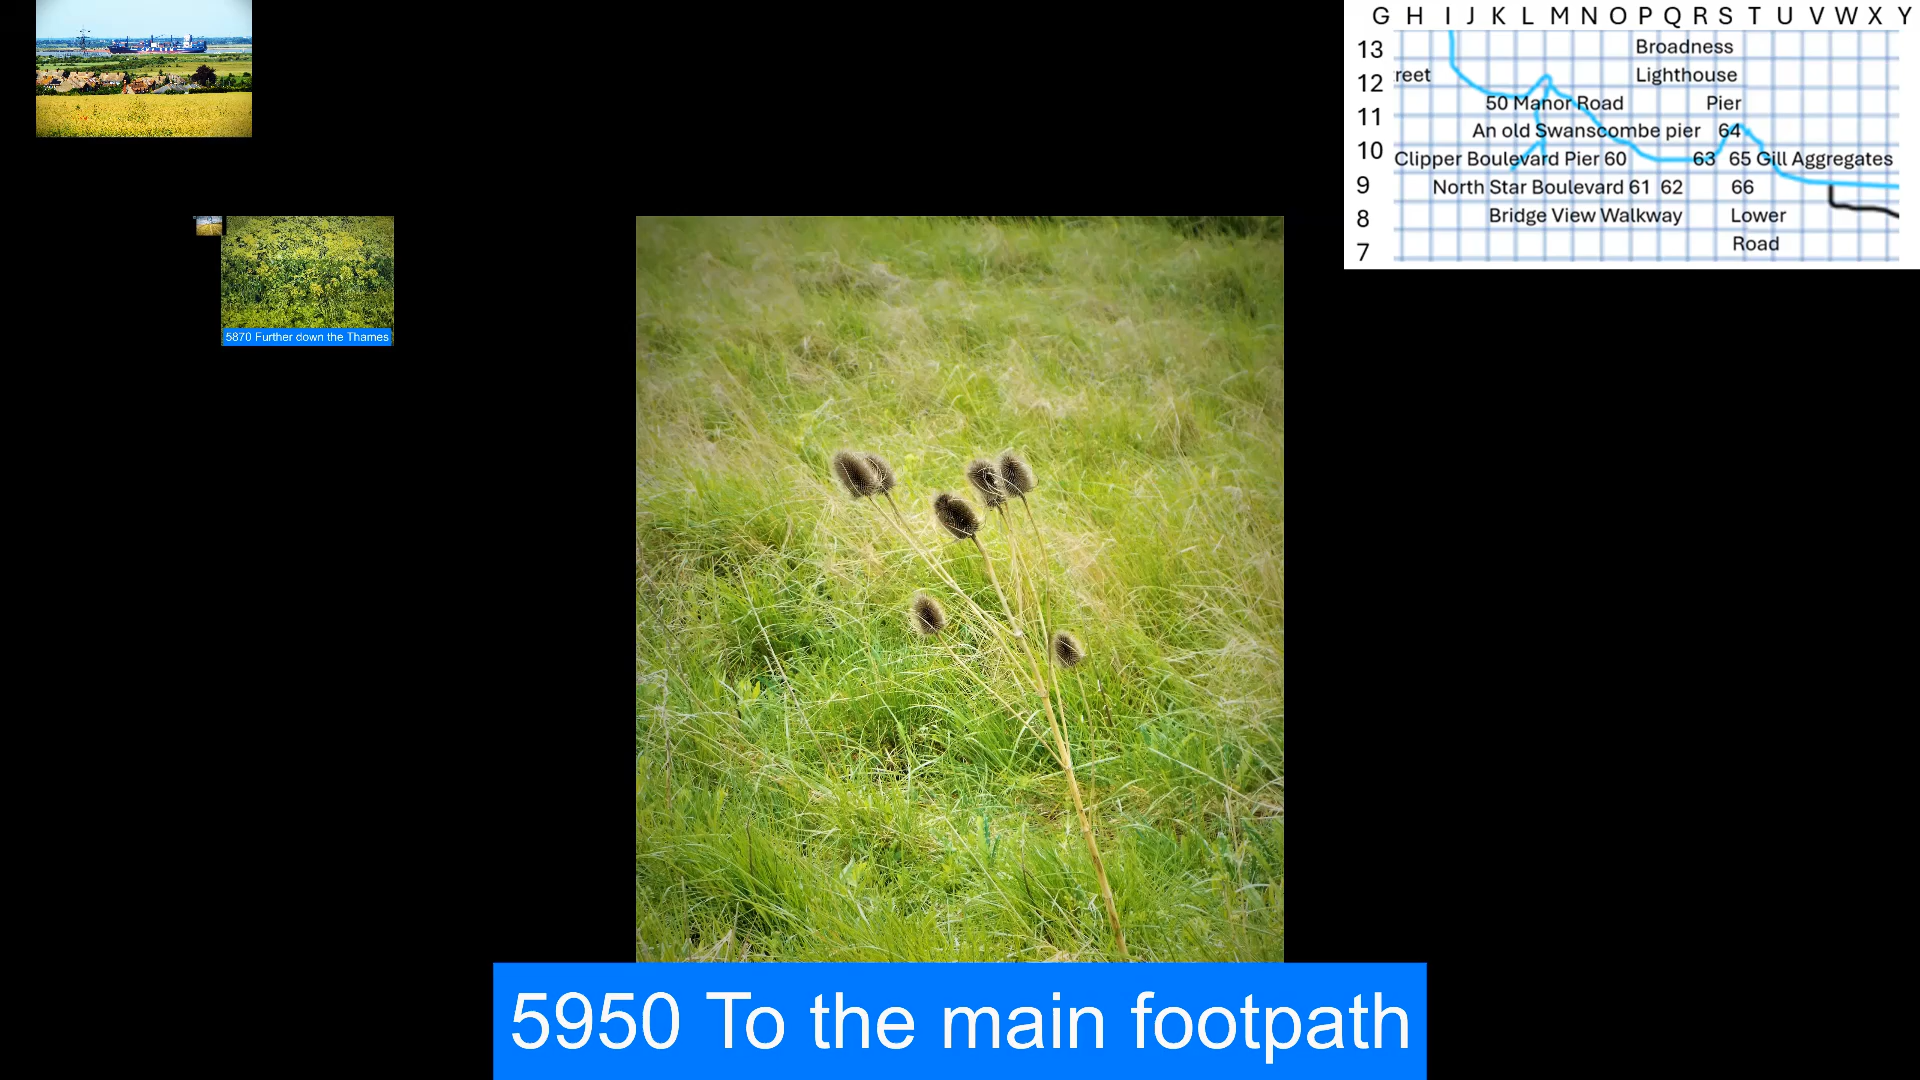 G H I J K L M N O P Q R S T U V W X Y
13 Broadness
12 reet Lighthouse
11 50 Manor Road Pier
10 An old Swanscombe pier 64
Clipper Boulevard Pier 60 63 65 Gill Aggregates
9 North Star Boulevard 61 62 66
8 Bridge View Walkway Lower
7 Road
5870 Further down the Thames
5950 To the main footpath